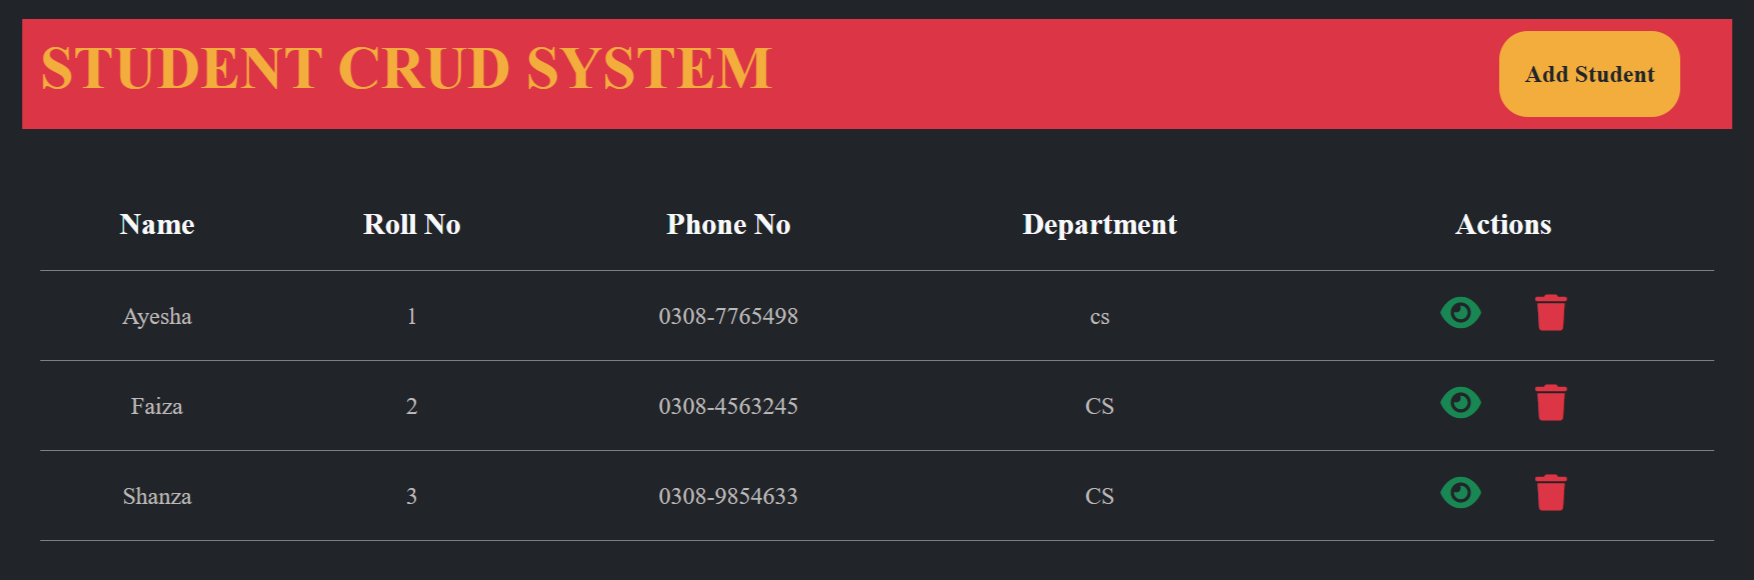 STUDENT CRUD SYSTEM Add Student
Name Roll No Phone No Department Actions
Ayesha 1 0308-7765498 cs
Faiza 2 0308-4563245 CS
Shanza 3 0308-9854633 CS